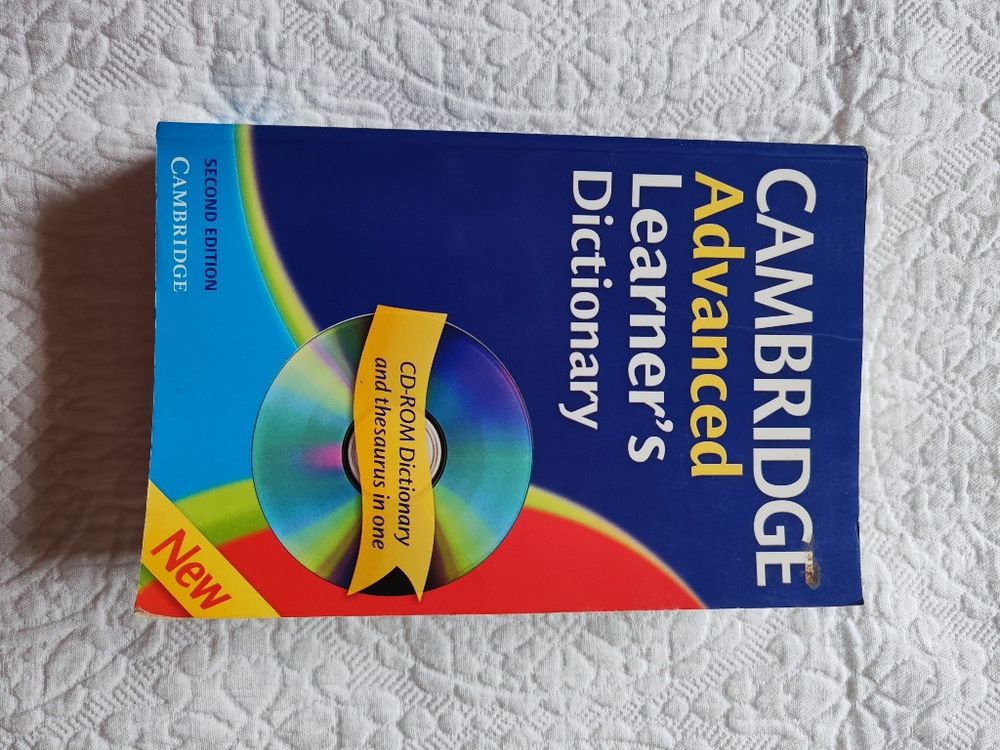 CAMBRIDGE
Advanced
Learner's
Dictionary
CD-ROM Dictionary
and thesaurus in one
SECOND EDITION
CAMBRIDGE
New